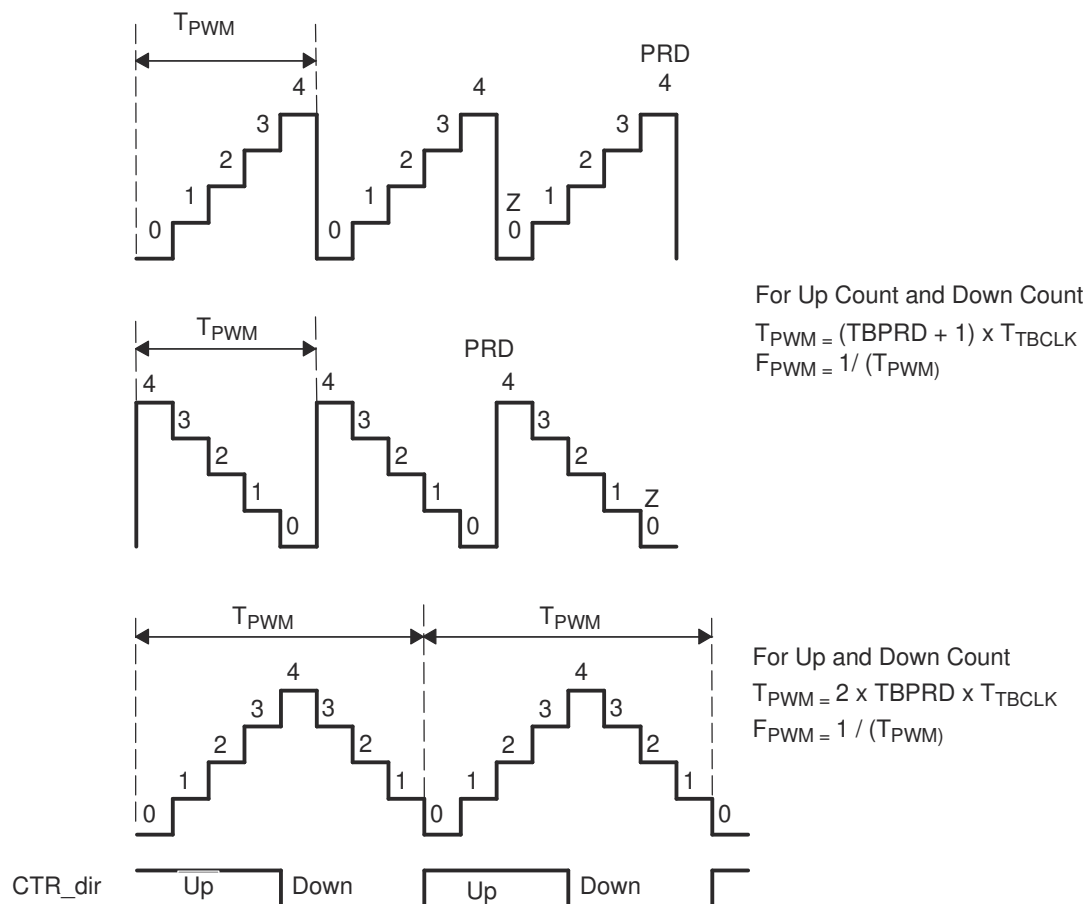 TPWM
PRD
4 4 4
3 3 3
2 2 2
1 1 1
Z
0 0 0
For Up Count and Down Count
TPWM = (TBPRD + 1) x TTBCLK
FPWM = 1/ (TPWM)
TPWM
PRD
4 4 4
3 3 3
2 2 2
1 1 1 Z
0 0 0
TPWM TPWM
For Up and Down Count
TPWM = 2 x TBPRD x TTBCLK
FPWM = 1 / (TPWM)
4 4
3 3 3 3
2 2 2 2
1 1 1 1
0 0 0
CTR_dir Up Down Up Down